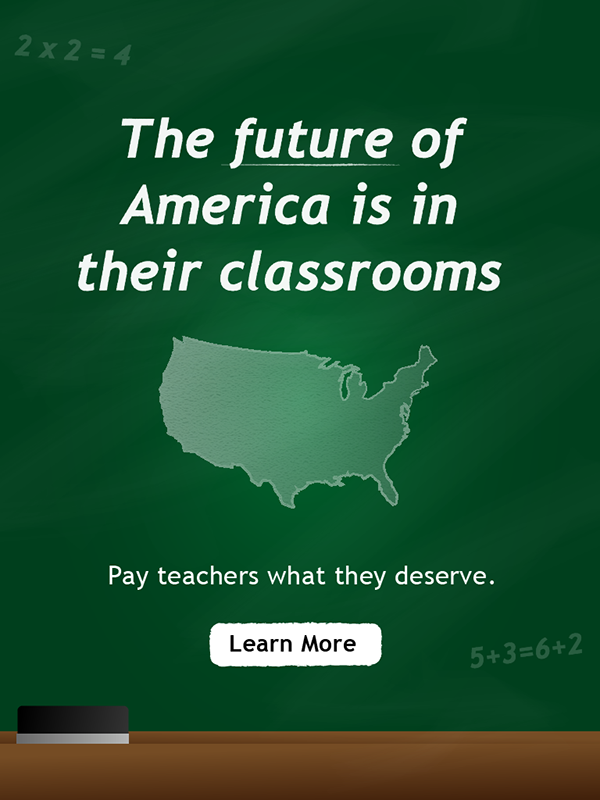 2 x 2 = 4
The future of
America is in
their classrooms
Pay teachers what they deserve.
Learn More
5+3=6+2